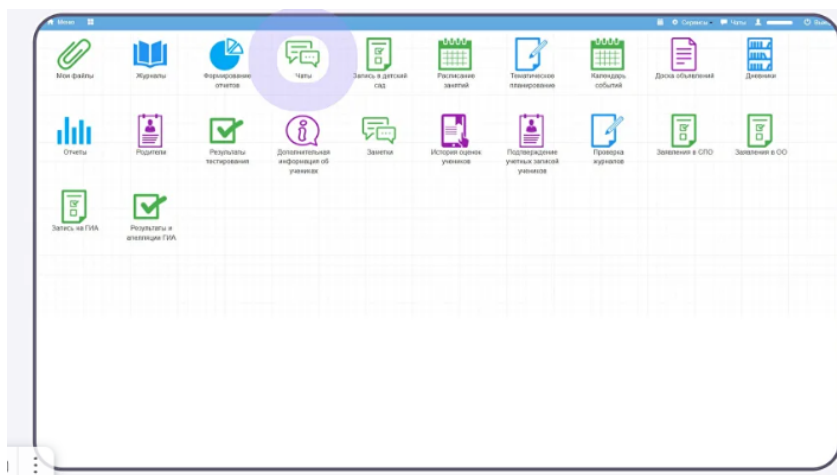 Меню
Сервисы
Чаты
Мои файлы
Журналы
Формирование
отчетов
Чаты
Запись в детский
сад
Расписание
занятий
Тематическое
планирование
Календарь
событий
Доска объявлений
Дневники
Отчеты
Родители
Результаты
тестирования
Дополнительная
информация об
учениках
Заметки
История оценок
учеников
Подтверждение
учетных записей
учеников
Проверка
журналов
Заявления в СПО
Заявления в ОО
Запись на ГИА
Результаты и
апелляции ГИА